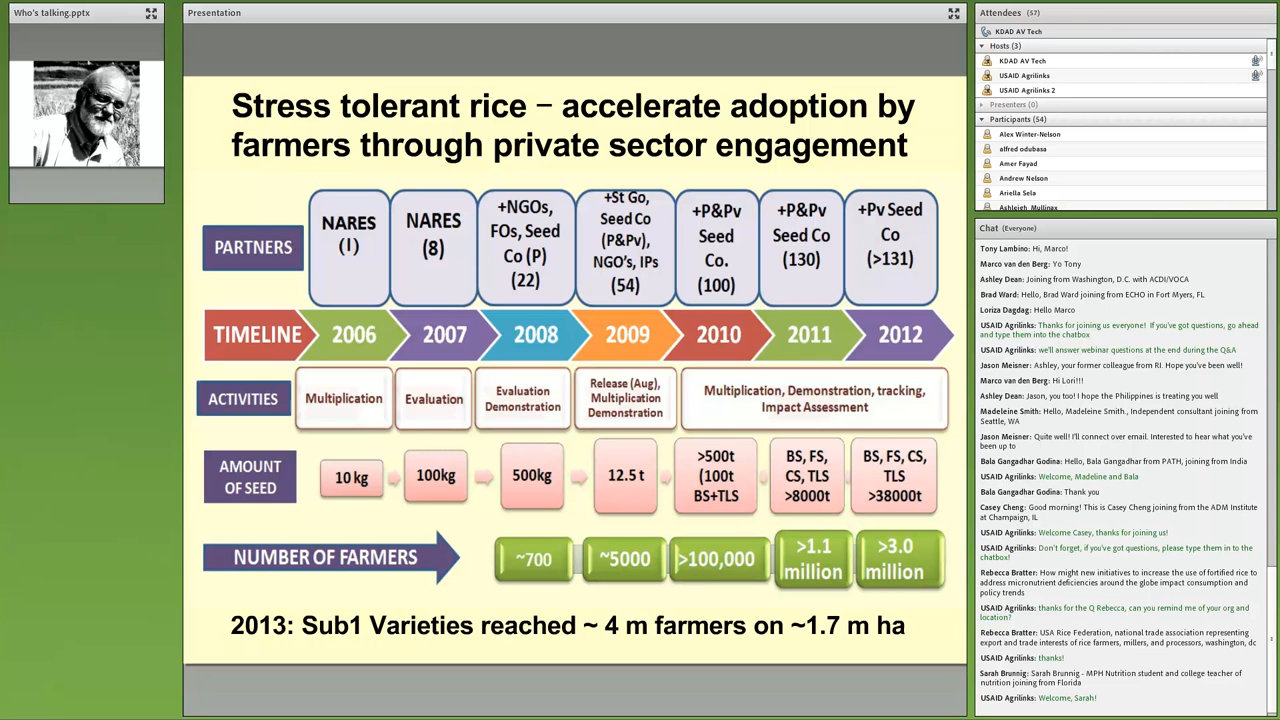 Who's talking.pptx
Presentation
Stress tolerant rice – accelerate adoption by
farmers through private sector engagement
PARTNERS
NARES
(1)
NARES
(8)
+NGOs,
FOs, Seed
Co (P)
(22)
+St Go,
Seed Co
(P&Pv),
NGO's, IPs
(54)
+P&Pv
Seed
Co.
(100)
+P&Pv
Seed Co
(130)
+Pv Seed
Co
(>131)
TIMELINE
2006
2007
2008
2009
2010
2011
2012
ACTIVITIES
Multiplication
Evaluation
Evaluation
Demonstration
Release (Aug),
Multiplication
Demonstration
Multiplication, Demonstration, tracking,
Impact Assessment
AMOUNT
OF SEED
10 kg
100kg
500kg
12.5 t
>500t
(100t
BS+TLS
BS, FS,
CS, TLS
>8000t
BS, FS, CS,
TLS
>38000t
NUMBER OF FARMERS
~700
~5000
>100,000
>1.1
million
>3.0
million
2013: Sub1 Varieties reached ~ 4 m farmers on ~1.7 m ha
Attendees (57)
KDAD AV Tech
Hosts (3)
KDAD AV Tech
USAID Agrilinks
USAID Agrilinks 2
Presenters (0)
Participants (54)
Alex Winter-Nelson
alfred odubasa
Amer Fayad
Andrew Nelson
Ariella Sela
Ashleigh Mullinax
Chat (Everyone)
Tony Lambino: Hi, Marco!
Marco van den Berg: Yo Tony
Ashley Dean: Joining from Washington, D.C. with ACDI/VOCA
Brad Ward: Hello, Brad Ward joining from ECHO in Fort Myers, FL
Loriza Dagdag: Hello Marco
USAID Agrilinks: Thanks for joining us everyone! If you've got questions, go ahead
and type them into the chatbox
USAID Agrilinks: we'll answer webinar questions at the end during the Q&A
Jason Meisner: Ashley, your former colleague from RI. Hope you've been well!
Marco van den Berg: Hi Lori!!!
Ashley Dean: Jason, you too! I hope the Philippines is treating you well
Madeleine Smith: Hello, Madeline Smith., Independent consultant joining from
Seattle, WA
Jason Meisner: Quite well! I'll connect over email. Interested to hear what you've
been up to
Bala Gangadhar Godina: Hello, Bala Gangadhar from PATH, joining from India
USAID Agrilinks: Welcome, Madeline and Bala
Bala Gangadhar Godina: Thank you
Casey Cheng: Good morning! This is Casey Cheng joining from the ADM Institute
at Champaign, IL
USAID Agrilinks: Welcome Casey, thanks for joining us!
USAID Agrilinks: Don't forget, if you've got questions, please type them in to the
chatbox!
Rebecca Bratter: How might new initiatives to increase the use of fortified rice to
address micronutrient deficiencies around the globe impact consumption and
policy trends
USAID Agrilinks: thanks for the Q Rebecca, can you remind me of your org and
location?
Rebecca Bratter: USA Rice Federation, national trade association representing
export and trade interests of rice farmers, millers, and processors, washington, dc
USAID Agrilinks: thanks!
Sarah Brunnig: Sarah Brunnig - MPH Nutrition student and college teacher of
nutrition joining from Florida
USAID Agrilinks: Welcome, Sarah!